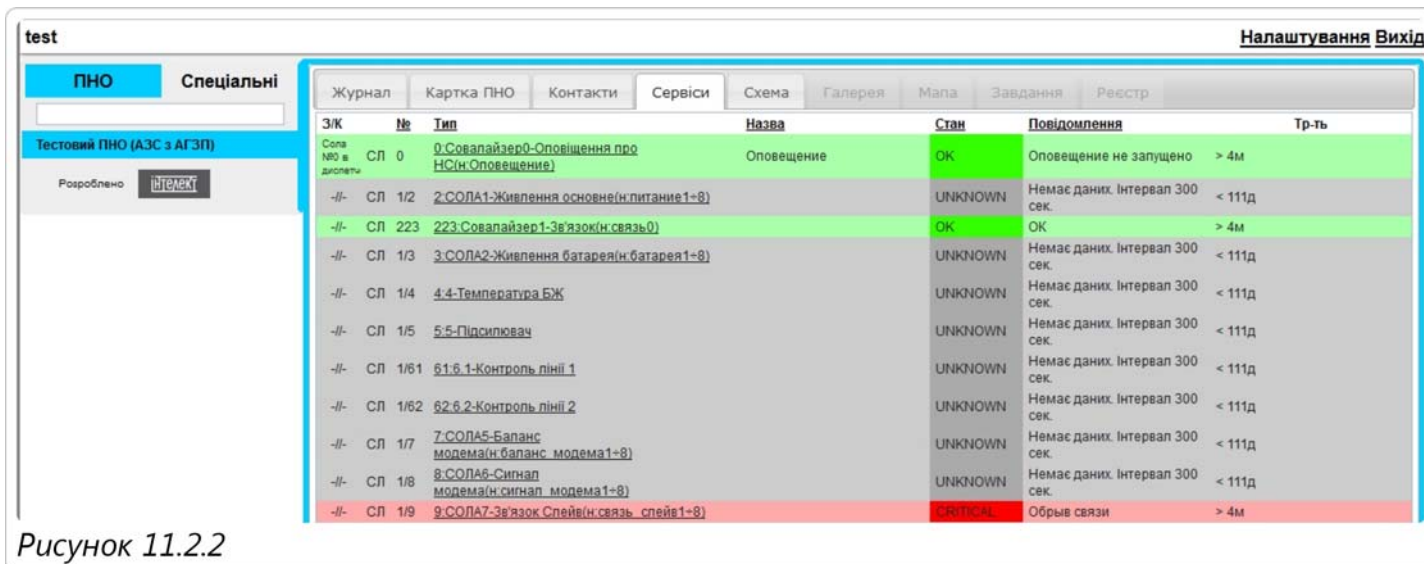 test
Налаштування Вихід
ПНО Спеціальні
Тестовий ПНО (АЗС з АГЗП)
Розроблено інтелект
Журнал Картка ПНО Контакти Сервіси Схема Галерея Мапа Завдання Реєстр
З/К № Тип Назва Стан Повідомлення Тр-ть
Сола
№0 в СЛ 0 0:Совалайзер0-Оповіщення про Оповещение OK Оповещение не запущено > 4м
НС(н:Оповещение)
-//- СЛ 1/2 2:СОЛА1-Живлення основне(н:питание1÷8) UNKNOWN Немає даних. Інтервал 300 < 111д
сек.
-//- СЛ 223 223:Совалайзер1-Зв'язок(н:связь0) OK OK > 4м
-//- СЛ 1/3 3:СОЛА2-Живлення батарея(н:батарея1÷8) UNKNOWN Немає даних. Інтервал 300 < 111д
сек.
-//- СЛ 1/4 4:4-Температура БЖ UNKNOWN Немає даних. Інтервал 300 < 111д
сек.
-//- СЛ 1/5 5:5-Підсилювач UNKNOWN Немає даних. Інтервал 300 < 111д
сек.
-//- СЛ 1/61 61:6.1-Контроль лінії 1 UNKNOWN Немає даних. Інтервал 300 < 111д
сек.
-//- СЛ 1/62 62:6.2-Контроль лінії 2 UNKNOWN Немає даних. Інтервал 300 < 111д
сек.
-//- СЛ 1/7 7:СОЛА5-Баланс UNKNOWN Немає даних. Інтервал 300 < 111д
модема(н:баланс_модема1÷8) сек.
-//- СЛ 1/8 8:СОЛА6-Сигнал UNKNOWN Немає даних. Інтервал 300 < 111д
модема(н:сигнал_модема1÷8) сек.
-//- СЛ 1/9 9:СОЛА7-Зв'язок Слейв(н:связь_слейв1÷8) CRITICAL Обрыв связи > 4м
Рисунок 11.2.2